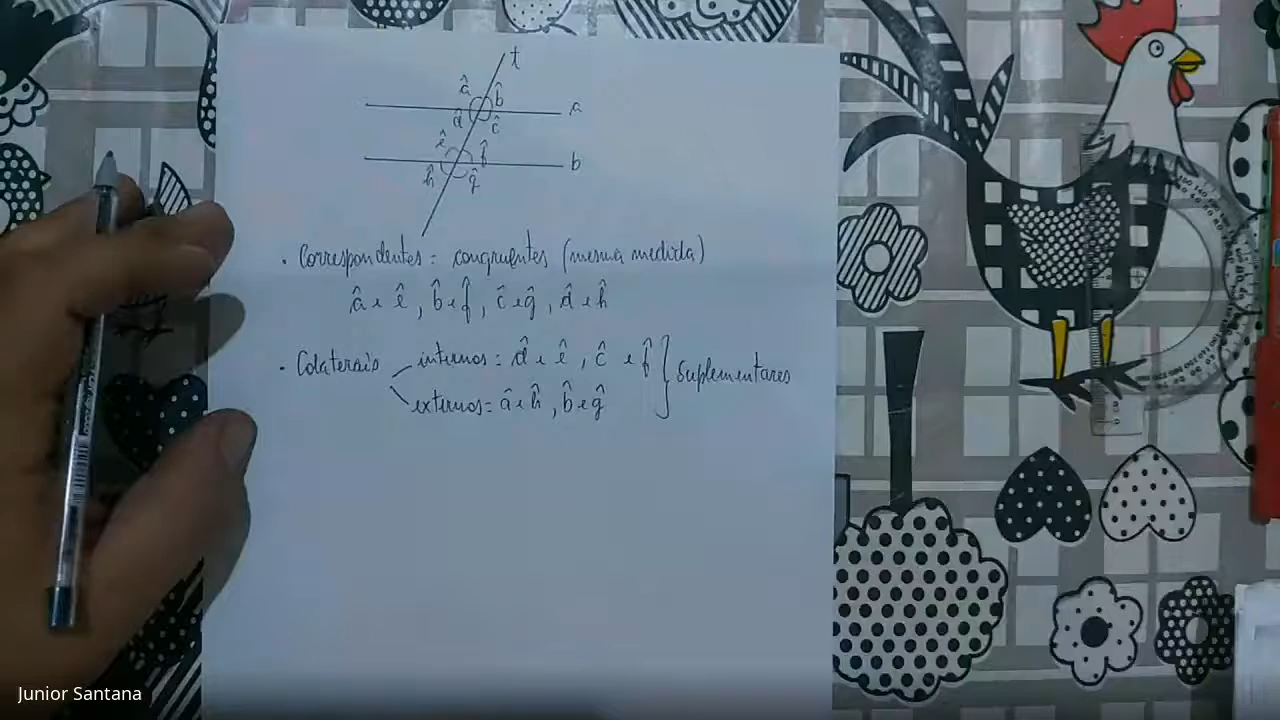 t
â b̂ a
d̂ ĉ
ê f̂ b
ĥ ĝ
. Correspondentes = congruentes (mesma medida)
â e ê, b̂ e f̂, ĉ e ĝ, d̂ e ĥ
. Colaterais internos = d̂ e ê, ĉ e f̂ } Suplementares
externos = â e ĥ, b̂ e ĝ
Junior Santana